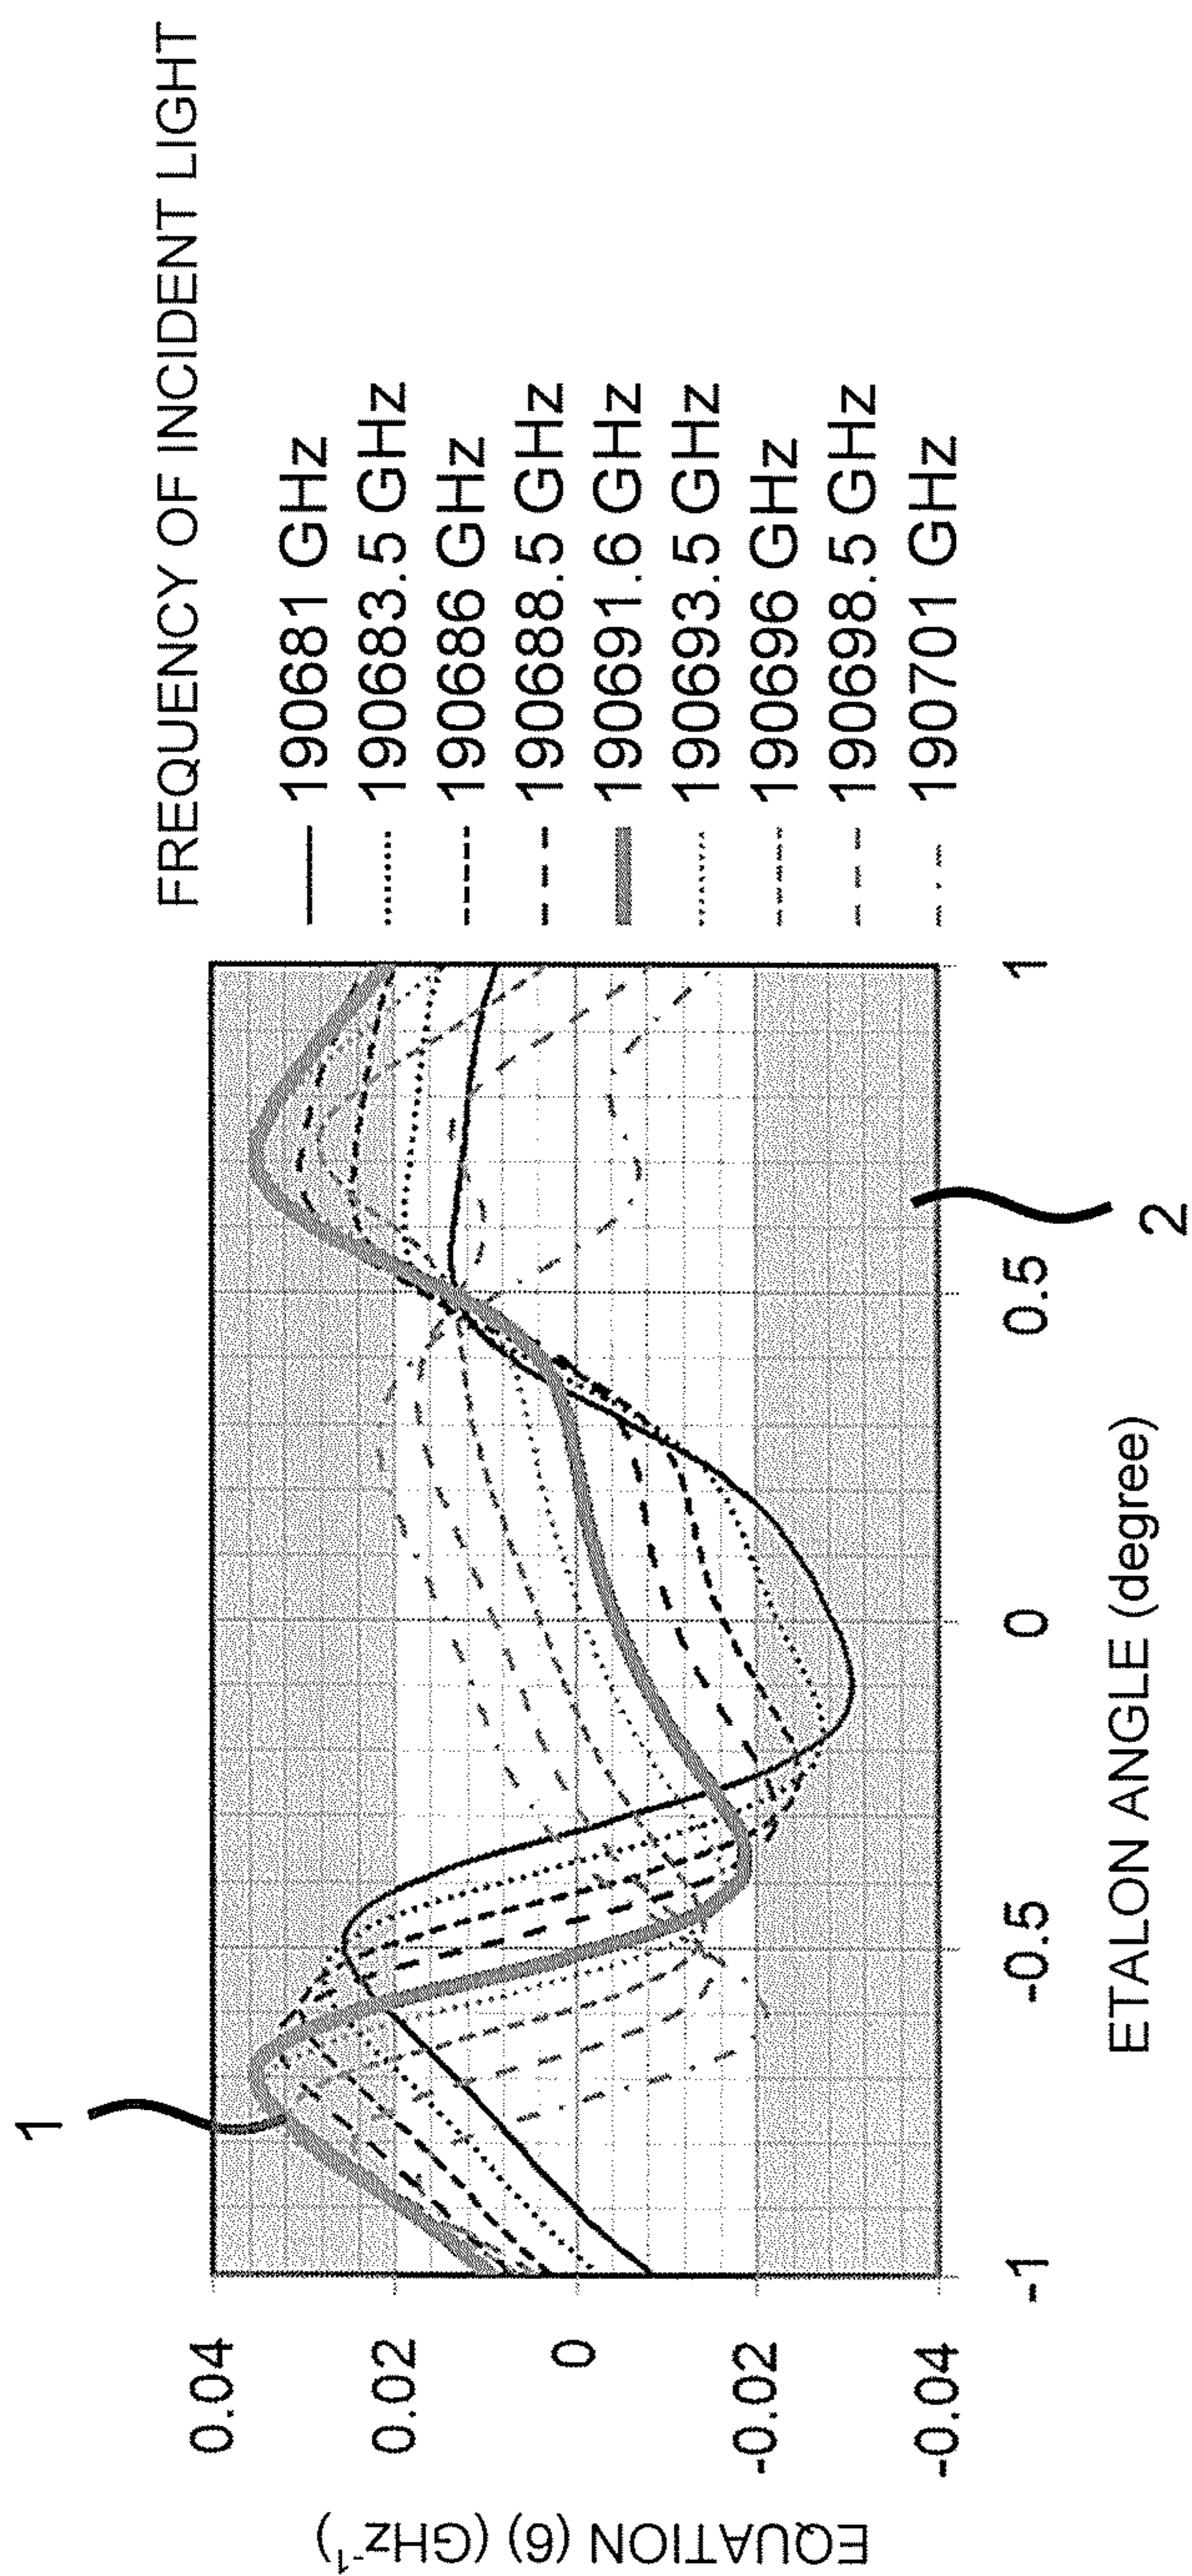 FREQUENCY OF INCIDENT LIGHT
190681 GHz
190683.5 GHz
190686 GHz
190688.5 GHz
190691.6 GHz
190693.5 GHz
190696 GHz
190698.5 GHz
190701 GHz
1
2
EQUATION (6) (GHz⁻¹)
0.04
0.02
0
-0.02
-0.04
-1
-0.5
0
0.5
1
ETALON ANGLE (degree)